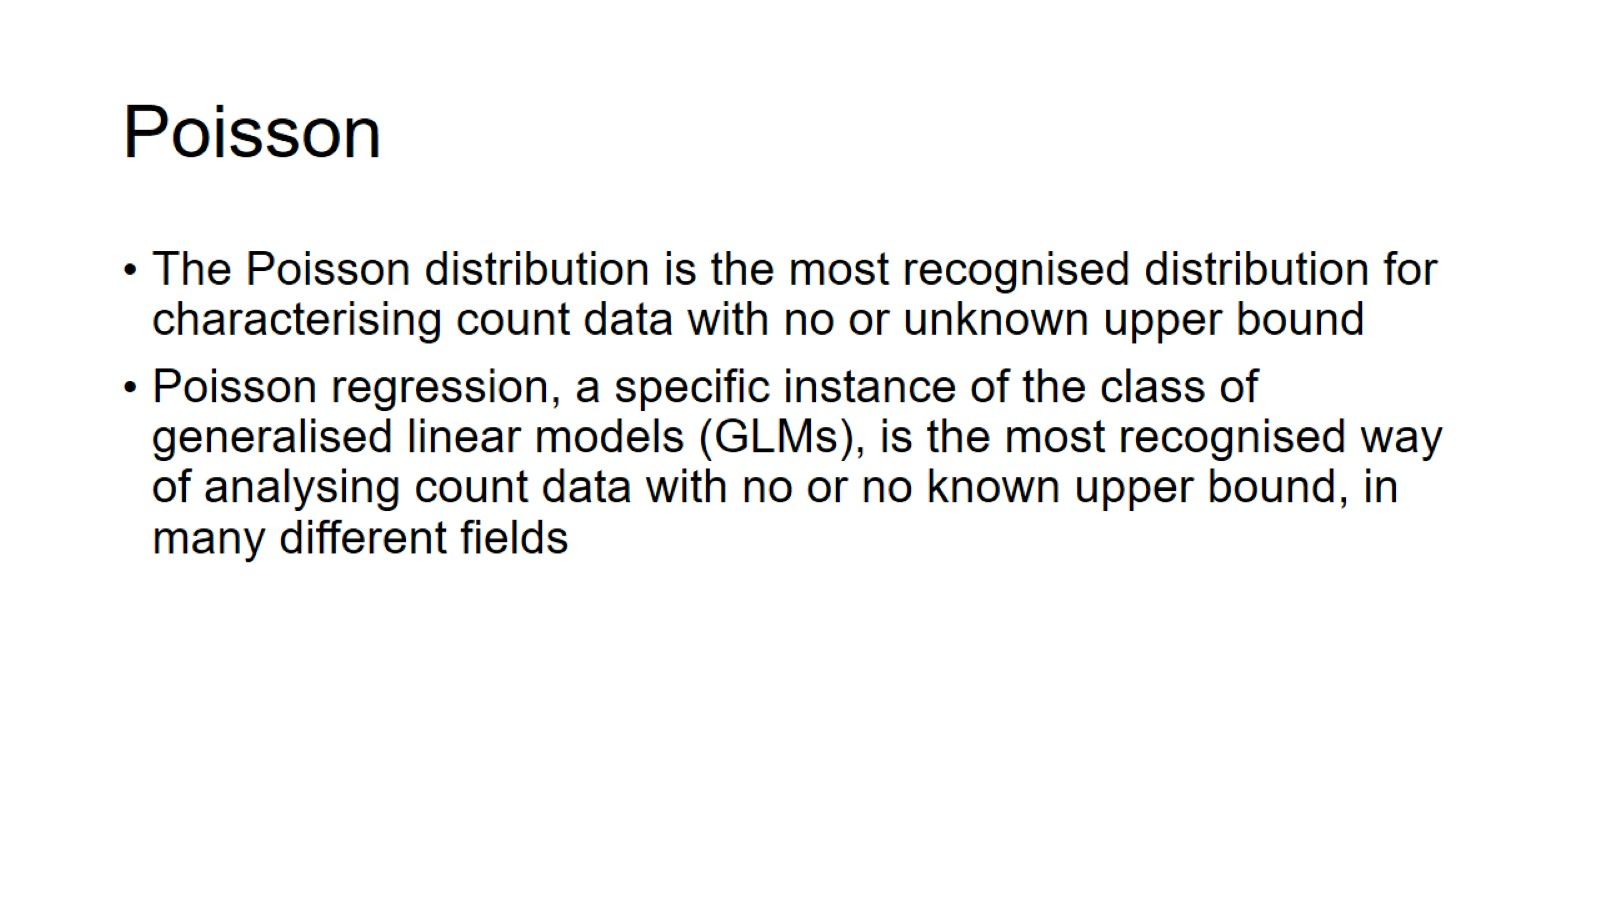 Poisson
• The Poisson distribution is the most recognised distribution for
characterising count data with no or unknown upper bound
• Poisson regression, a specific instance of the class of
generalised linear models (GLMs), is the most recognised way
of analysing count data with no or no known upper bound, in
many different fields